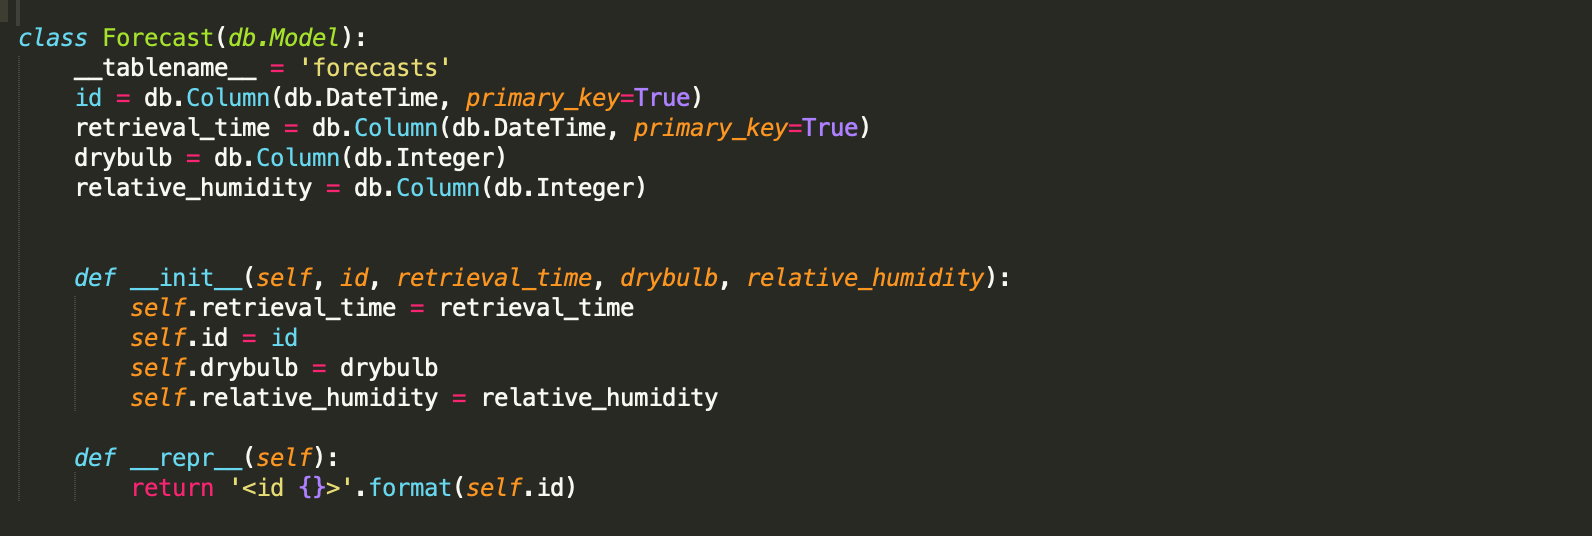 class Forecast(db.Model):
    __tablename__ = 'forecasts'
    id = db.Column(db.DateTime, primary_key=True)
    retrieval_time = db.Column(db.DateTime, primary_key=True)
    drybulb = db.Column(db.Integer)
    relative_humidity = db.Column(db.Integer)
    def __init__(self, id, retrieval_time, drybulb, relative_humidity):
        self.retrieval_time = retrieval_time
        self.id = id
        self.drybulb = drybulb
        self.relative_humidity = relative_humidity
    def __repr__(self):
        return '<id {}>'.format(self.id)